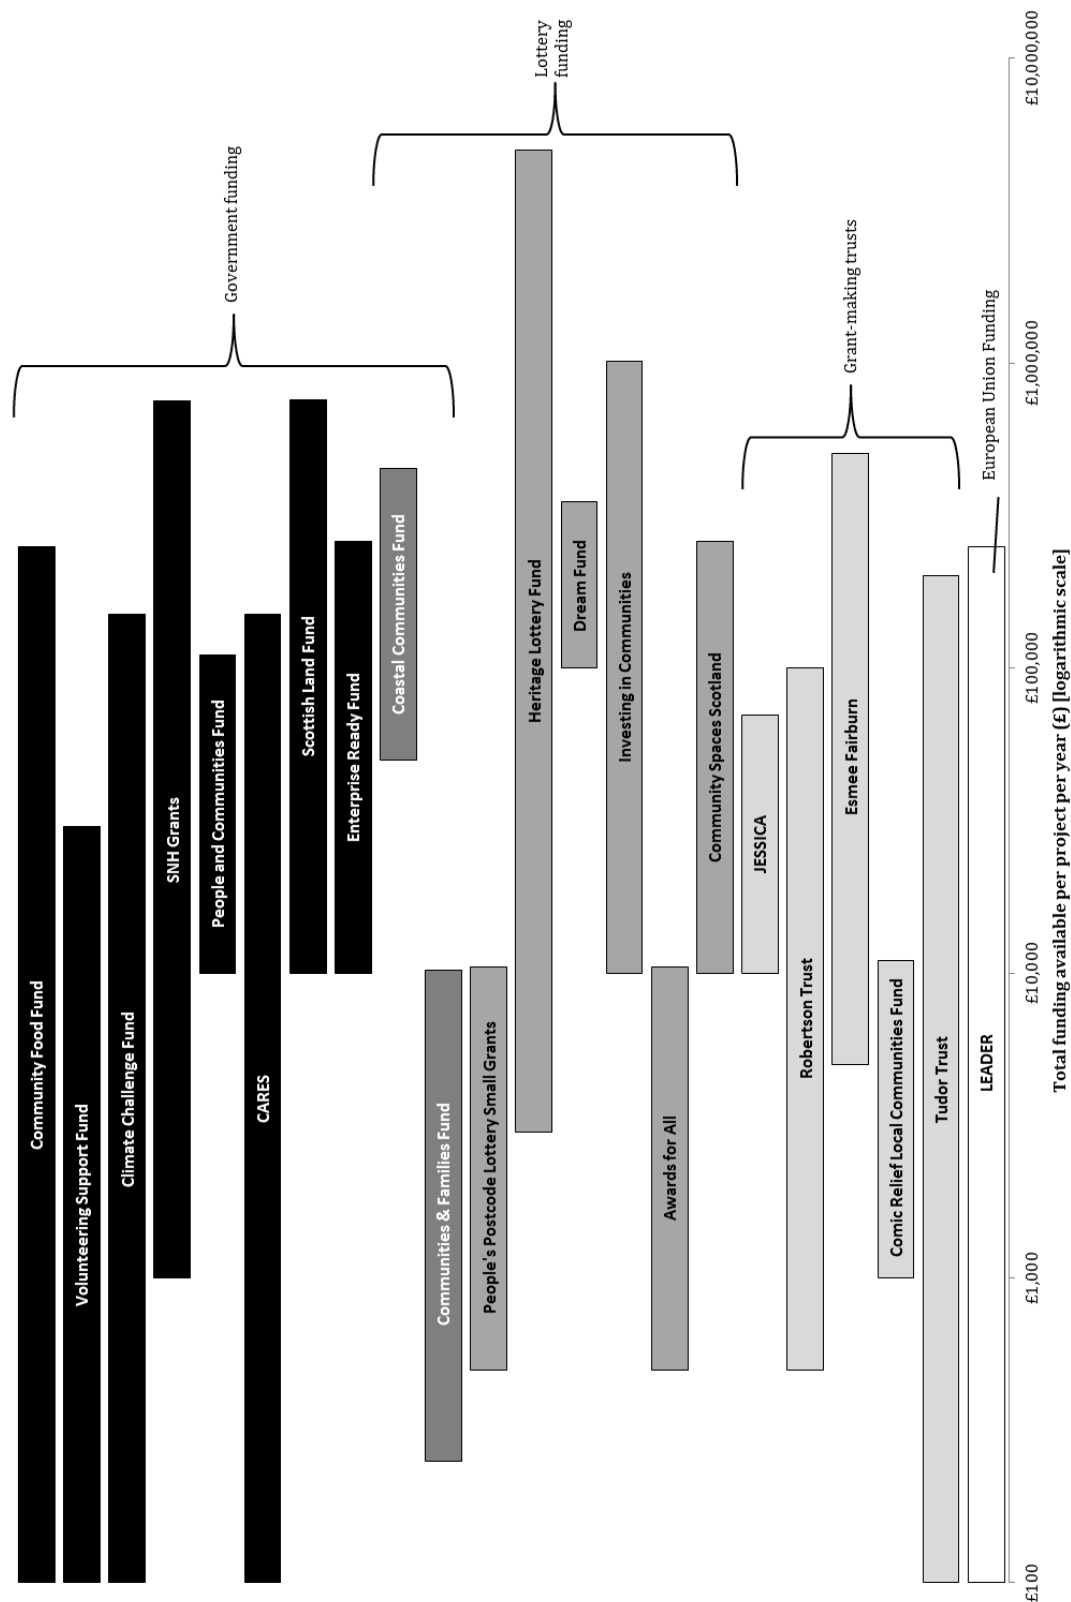 Community Food Fund
Volunteering Support Fund
Climate Challenge Fund
SNH Grants
People and Communities Fund
CARES
Scottish Land Fund
Enterprise Ready Fund
Coastal Communities Fund
Communities & Families Fund
People's Postcode Lottery Small Grants
Heritage Lottery Fund
Dream Fund
Investing in Communities
Awards for All
Community Spaces Scotland
JESSICA
Robertson Trust
Esmee Fairburn
Comic Relief Local Communities Fund
Tudor Trust
LEADER
Government funding
Lottery
funding
Grant-making trusts
European Union Funding
£100
£1,000
£10,000
£100,000
£1,000,000
£10,000,000
Total funding available per project per year (£) [logarithmic scale]